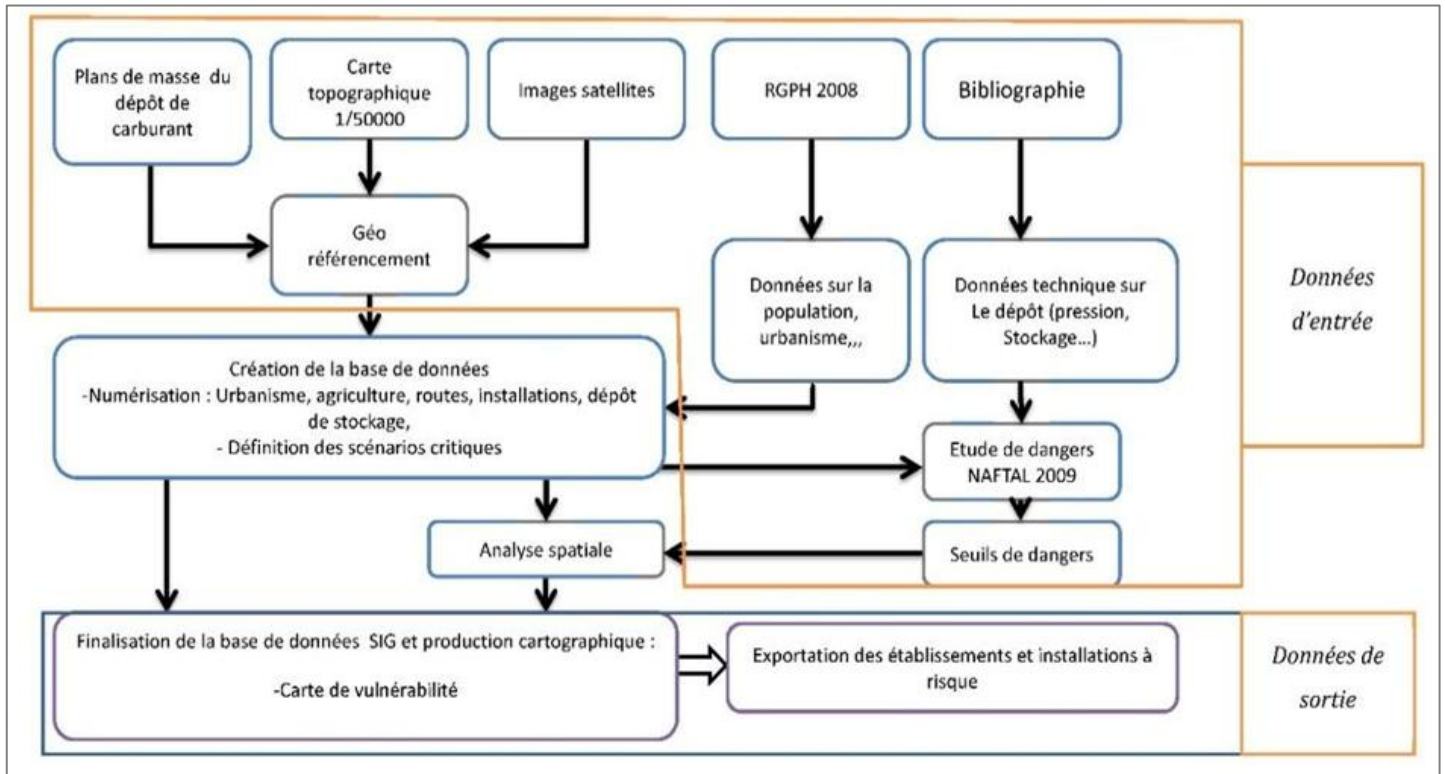 Plans de masse du
dépôt de
carburant
Carte
topographique
1/50000
Images satellites
RGPH 2008
Bibliographie
Géo
référencement
Données sur la
population,
urbanisme,,,
Données technique sur
Le dépôt (pression,
Stockage...)
Données
d'entrée
Création de la base de données
-Numérisation : Urbanisme, agriculture, routes, installations, dépôt
de stockage,
- Définition des scénarios critiques
Etude de dangers
NAFTAL 2009
Analyse spatiale
Seuils de dangers
Finalisation de la base de données SIG et production cartographique :
-Carte de vulnérabilité
Exportation des établissements et installations à
risque
Données de
sortie